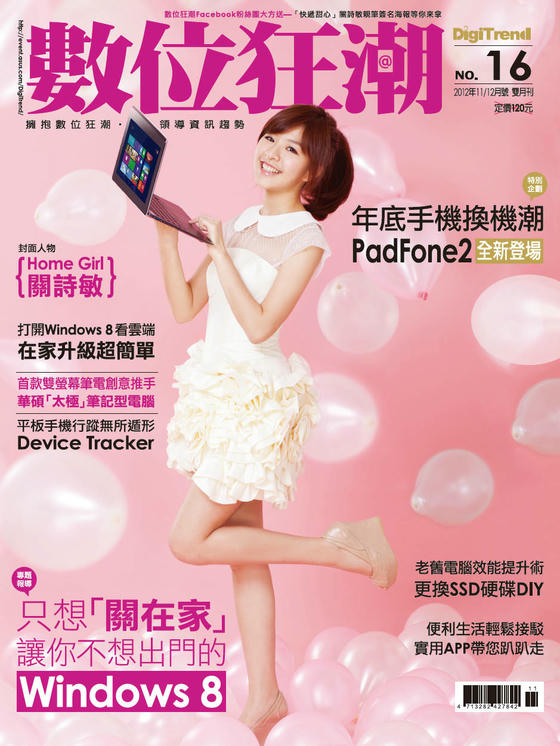 數位狂潮Facebook粉絲團大方送—「快遞甜心」關詩敏親筆簽名海報等你來拿
http://event.asus.com/DigiTrend/
數位狂潮
@
DigiTrend
NO. 16
2012年11/12月號 雙月刊
定價120元
擁抱數位狂潮・領導資訊趨勢
特別
企劃
年底手機換機潮
PadFone2 全新登場
封面人物
{Home Girl
關詩敏}
打開Windows 8看雲端
在家升級超簡單
首款雙螢幕筆電創意推手
華碩「太極」筆記型電腦
平板手機行蹤無所遁形
Device Tracker
專題
報導
只想「關在家」
讓你不想出門的
Windows 8
老舊電腦效能提升術
更換SSD硬碟DIY
便利生活輕鬆接駁
實用APP帶您趴趴走
11
4 713282 427842